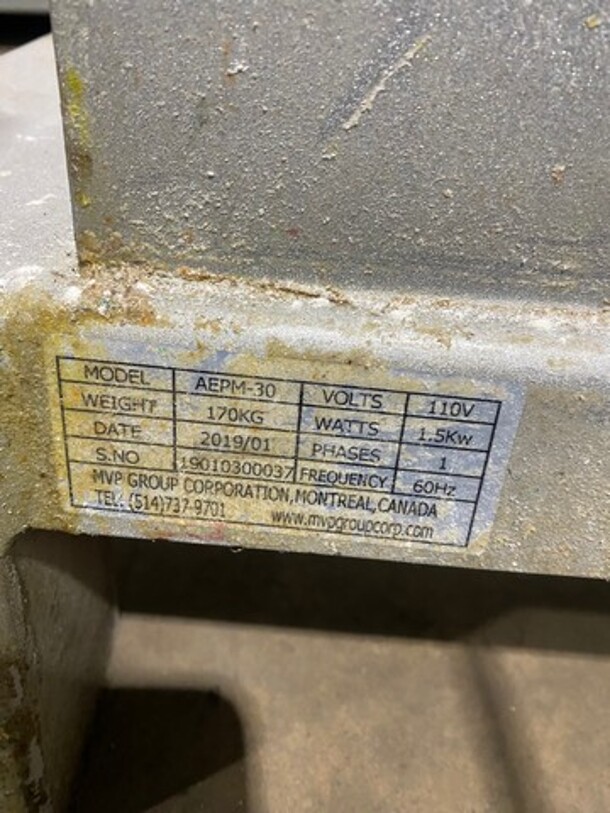 MODEL AEPM-30 VOLTS 110V
WEIGHT 170KG WATTS 1.5Kw
DATE 2019/01 PHASES 1
S.NO 19010300037 FREQUENCY 60Hz
MVP GROUP CORPORATION,MONTREAL,CANADA
TEL: (514)737-9701 www.mvpgroupcorp.com